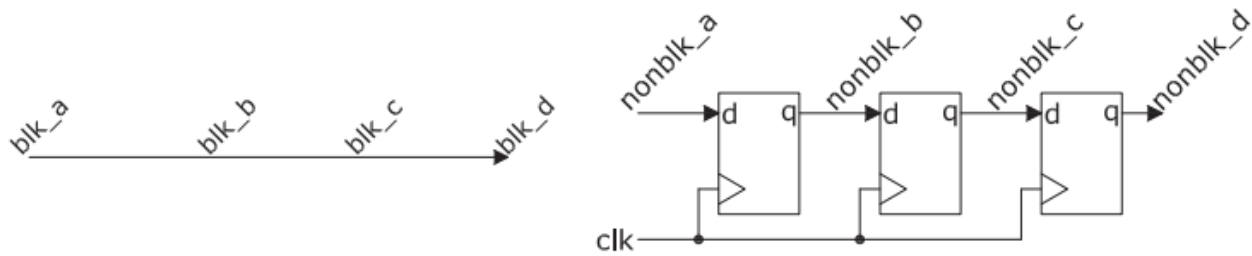 blk_a
blk_b
blk_c
blk_d
nonblk_a
nonblk_b
nonblk_c
nonblk_d
d q
d q
d q
clk